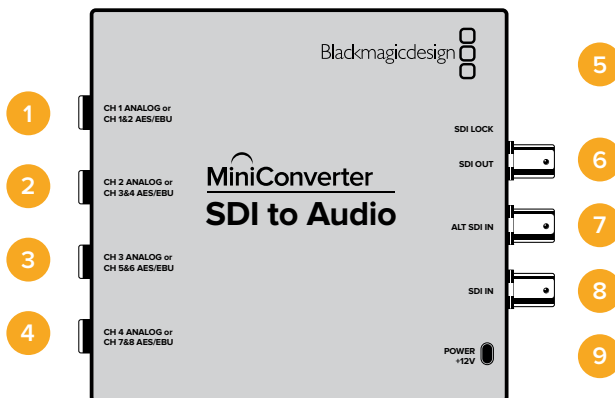 Blackmagicdesign
1
CH 1 ANALOG or
CH 1&2 AES/EBU
2
CH 2 ANALOG or
CH 3&4 AES/EBU
3
CH 3 ANALOG or
CH 5&6 AES/EBU
4
CH 4 ANALOG or
CH 7&8 AES/EBU
MiniConverter
SDI to Audio
5
SDI LOCK
SDI OUT
6
ALT SDI IN
7
SDI IN
8
POWER
+12V
9